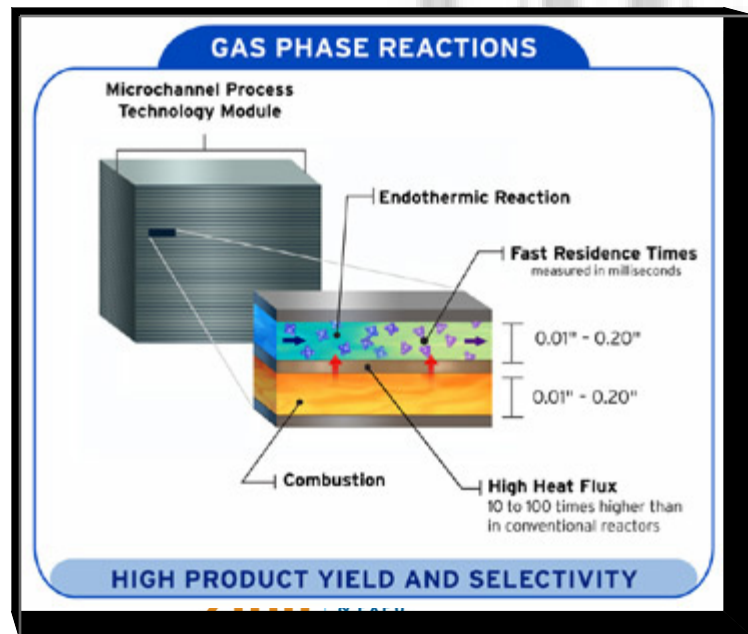 GAS PHASE REACTIONS
Microchannel Process
Technology Module
Endothermic Reaction
Fast Residence Times
measured in milliseconds
0.01" - 0.20"
0.01" - 0.20"
Combustion
High Heat Flux
10 to 100 times higher than
in conventional reactors
HIGH PRODUCT YIELD AND SELECTIVITY